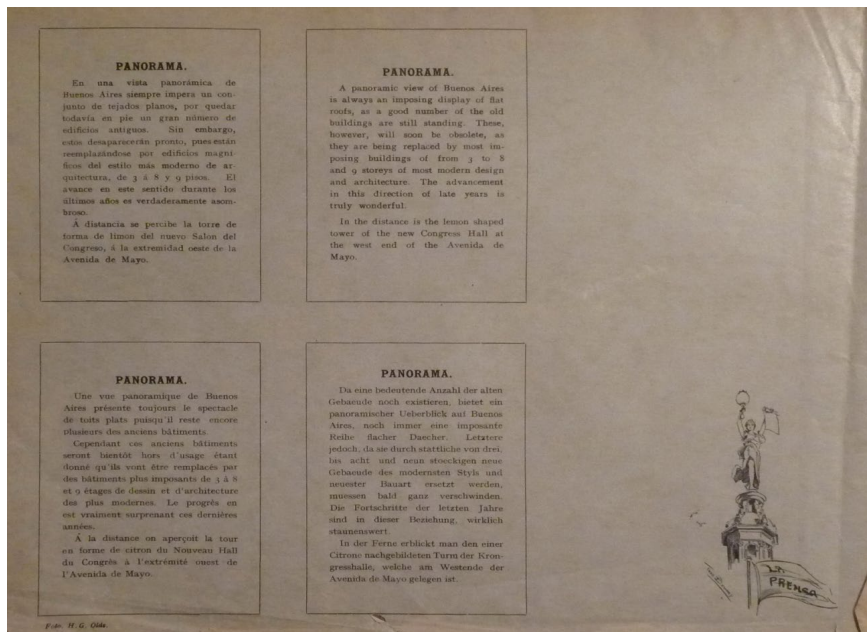 PANORAMA.
En una vista panorámica de
Buenos Aires siempre impera un con-
junto de tejados planos, por quedar
todavía en píe un gran número de
edificios antiguos. Sin embargo,
estos desaparecerán pronto, pues están
reemplazándose por edificios magní-
ficos del estilo más moderno de ar-
quitectura, de 3 á 8 y 9 pisos. El
avance en este sentido durante los
últimos años es verdaderamente asom-
broso.
Á distancia se percibe la torre de
forma de limon del nuevo Salon del
Congreso, á la extremidad oeste de la
Avenida de Mayo.
PANORAMA.
A panoramic view of Buenos Aires
is always an imposing display of flat
roofs, as a good number of the old
buildings are still standing. These,
however, will soon be obsolete, as
they are being replaced by most im-
posing buildings of from 3 to 8
and 9 storeys of most modern design
and architecture. The advancement
in this direction of late years is
truly wonderful.
In the distance is the lemon shaped
tower of the new Congress Hall at
the west end of the Avenida de
Mayo.
PANORAMA.
Une vue panoramique de Buenos
Aires présente toujours le spectacle
de toits plats puisqu'il reste encore
plusieurs des anciens bâtiments.
Cependant ces anciens bâtiments
seront bientôt hors d'usage étant
donné qu'ils vont être remplacés par
des bâtiments plus imposants de 3 à 8
et 9 étages de dessin et d'architecture
des plus modernes. Le progrès en
est vraiment surprenant ces dernières
années.
Á la distance on aperçoit la tour
en forme de citron du Nouveau Hall
du Congrès à l'extrémité ouest de
l'Avenida de Mayo.
PANORAMA.
Da eine bedeutende Anzahl der alten
Gebaeude noch existieren, bietet ein
panoramischer Ueberblick auf Buenos
Aires, noch immer eine imposante
Reihe flacher Daecher. Letztere
jedoch, da sie durch stattliche von drei,
bis acht und neun stoeckigen neue
Gebaeude des modernsten Styls und
neuester Bauart ersetzt werden,
muessen bald ganz verschwinden.
Die Fortschritte der letzten Jahre
sind in dieser Beziehung, wirklich
staunenswert.
In der Ferne erblickt man den einer
Citrone nachgebildeten Turm der Kron-
gresshalle, welche am Westende der
Avenida de Mayo gelegen ist.
LA
PRENSA
Foto. H. G. Olds.